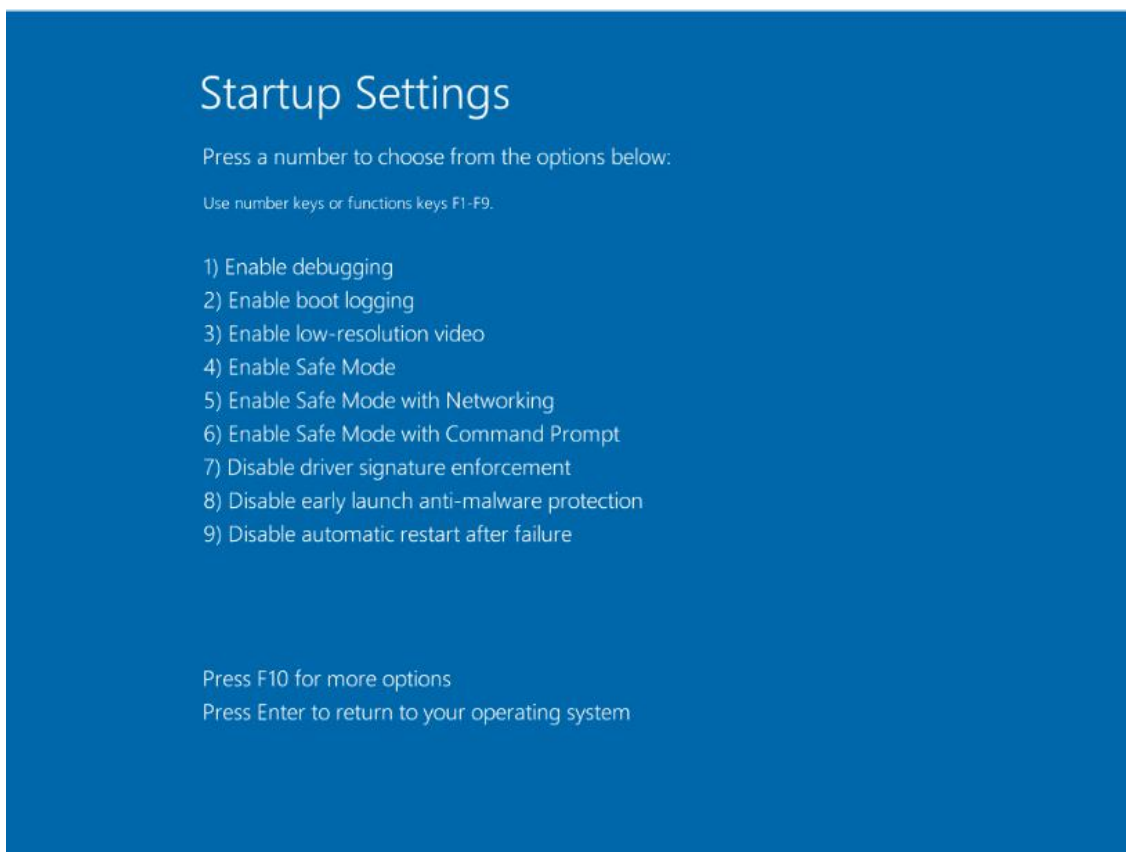 Startup Settings
Press a number to choose from the options below:
Use number keys or functions keys F1-F9.
1) Enable debugging
2) Enable boot logging
3) Enable low-resolution video
4) Enable Safe Mode
5) Enable Safe Mode with Networking
6) Enable Safe Mode with Command Prompt
7) Disable driver signature enforcement
8) Disable early launch anti-malware protection
9) Disable automatic restart after failure
Press F10 for more options
Press Enter to return to your operating system